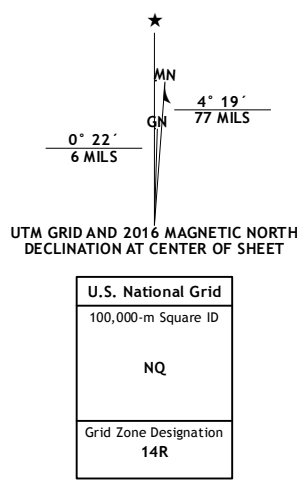 ★
MN
GN
4° 19´
77 MILS
0° 22´
6 MILS
UTM GRID AND 2016 MAGNETIC NORTH
DECLINATION AT CENTER OF SHEET
U.S. National Grid
100,000-m Square ID
NQ
Grid Zone Designation
14R